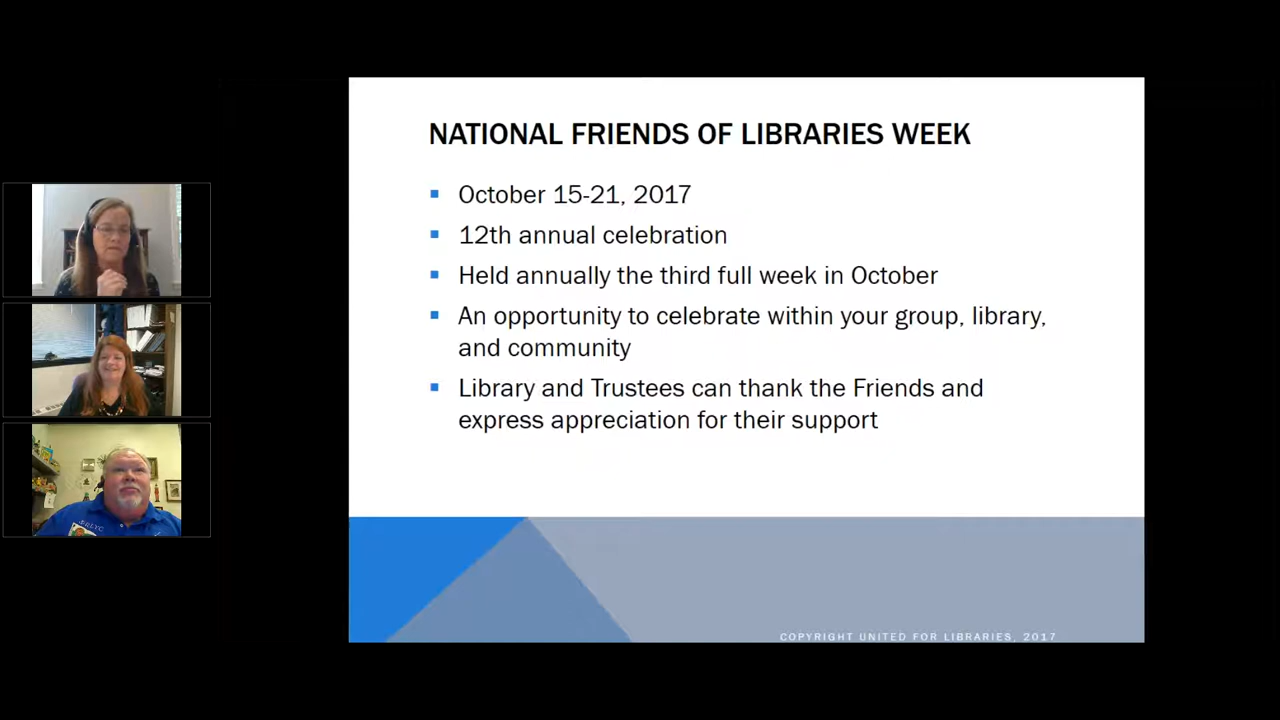 NATIONAL FRIENDS OF LIBRARIES WEEK
October 15-21, 2017
12th annual celebration
Held annually the third full week in October
An opportunity to celebrate within your group, library,
and community
Library and Trustees can thank the Friends and
express appreciation for their support
COPYRIGHT UNITED FOR LIBRARIES, 2017